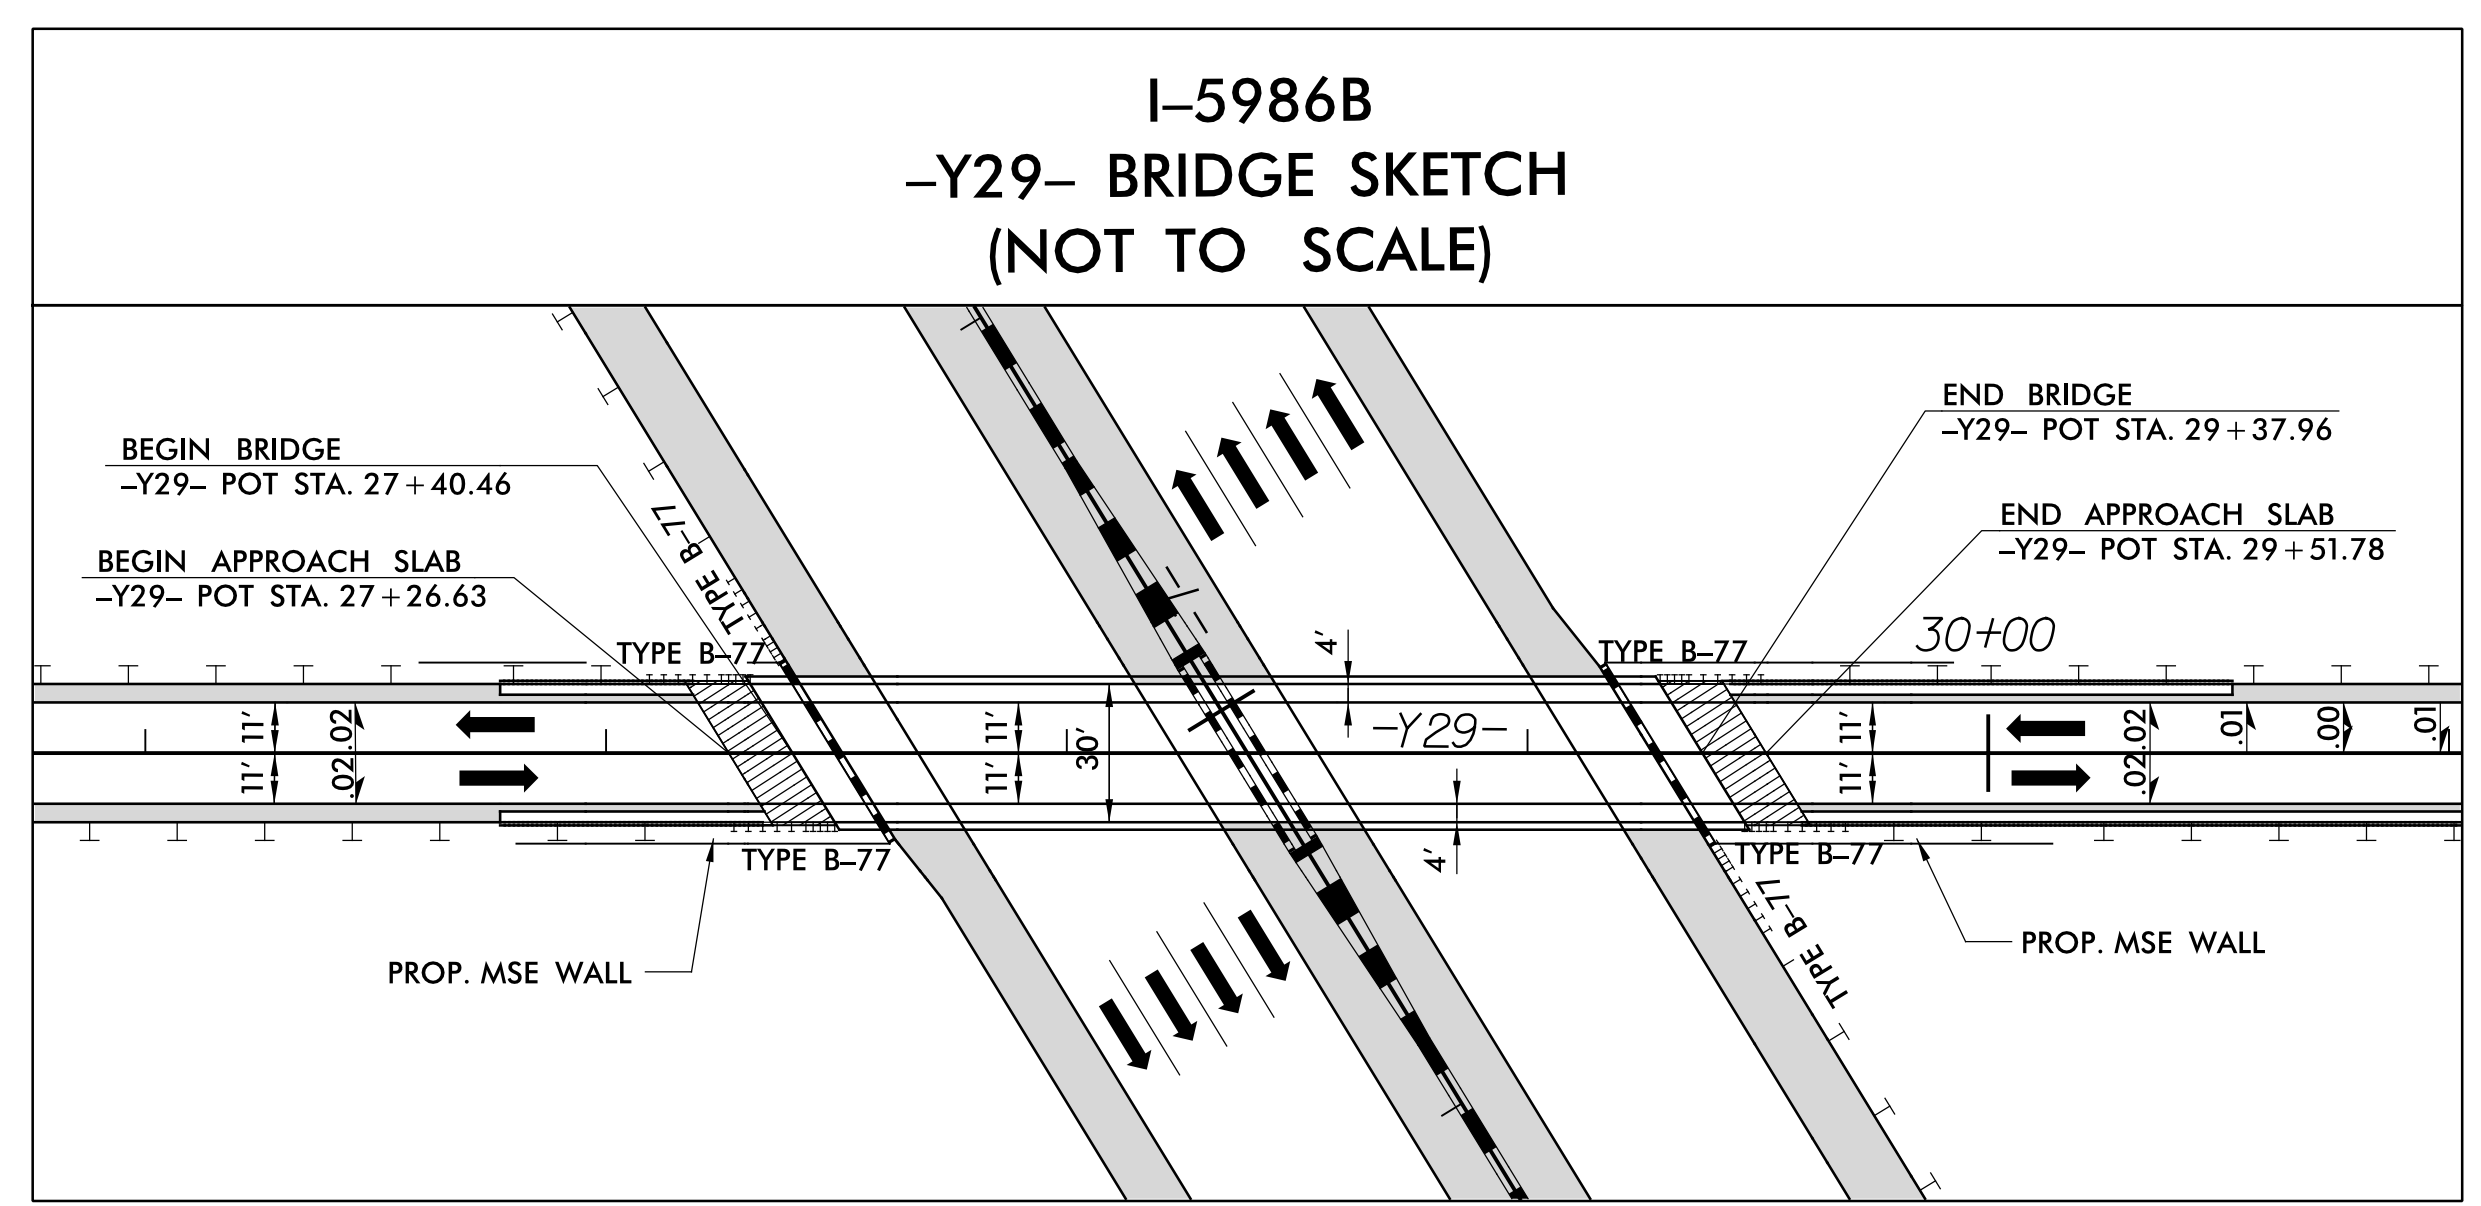 I–5986B
–Y29– BRIDGE SKETCH
(NOT TO SCALE)
BEGIN BRIDGE
–Y29– POT STA. 27+40.46
BEGIN APPROACH SLAB
–Y29– POT STA. 27+26.63
END BRIDGE
–Y29– POT STA. 29+37.96
END APPROACH SLAB
–Y29– POT STA. 29+51.78
30+00
TYPE B–77
TYPE B–77
TYPE B–77
4'
11'
.02
11'
30'
–Y29–
11'
.02
.01
.00
.01
11'
.02
11'
11'
.02
4'
TYPE B–77
TYPE B–77
TYPE B–77
PROP. MSE WALL
PROP. MSE WALL